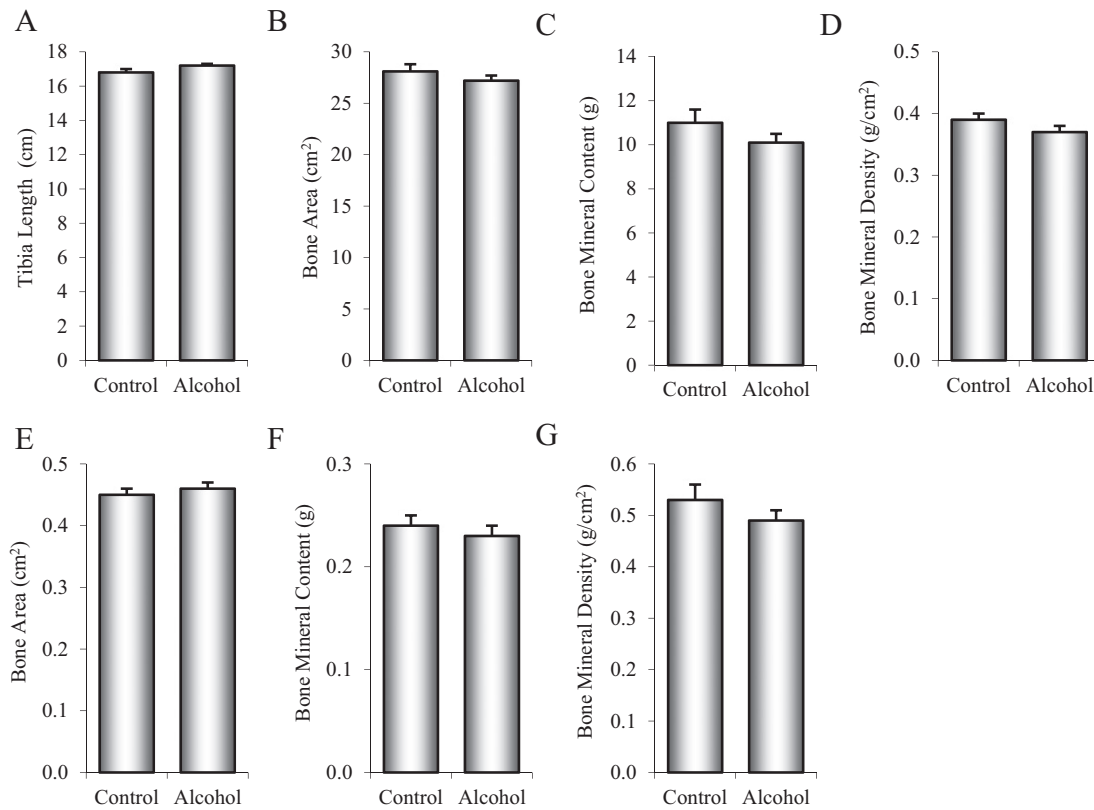 A
Tibia Length (cm)
18
16
14
12
10
8
6
4
2
0
Control Alcohol
B
Bone Area (cm²)
30
25
20
15
10
5
0
Control Alcohol
C
Bone Mineral Content (g)
14
12
10
8
6
4
2
0
Control Alcohol
D
Bone Mineral Density (g/cm²)
0.5
0.4
0.3
0.2
0.1
0.0
Control Alcohol
E
Bone Area (cm²)
0.5
0.4
0.3
0.2
0.1
0.0
Control Alcohol
F
Bone Mineral Content (g)
0.3
0.2
0.1
0.0
Control Alcohol
G
Bone Mineral Density (g/cm²)
0.6
0.5
0.4
0.3
0.2
0.1
0.0
Control Alcohol